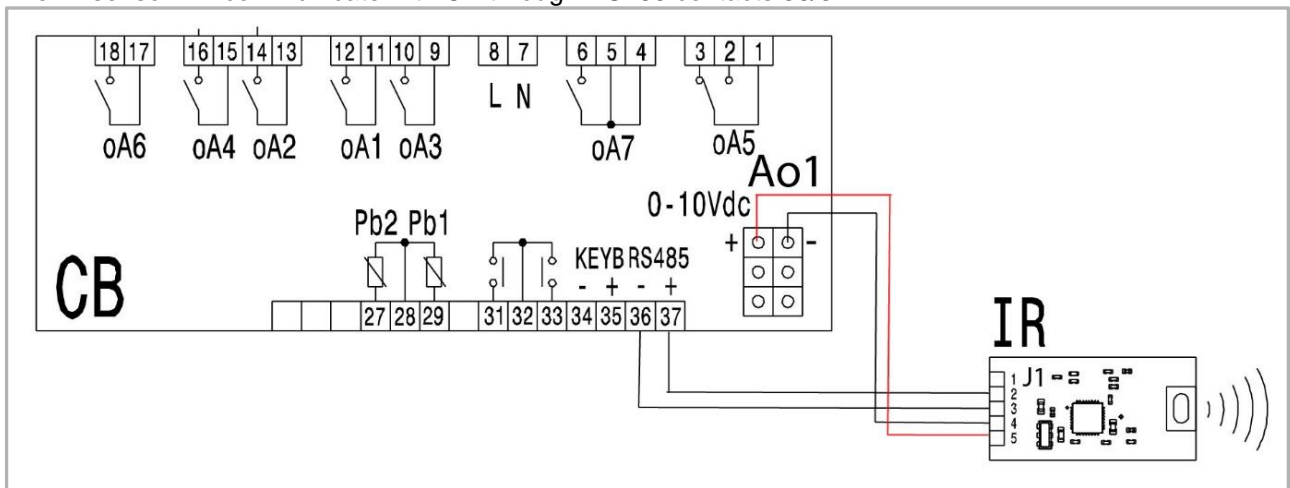 18 17 16 15 14 13 12 11 10 9 8 7 6 5 4 3 2 1
L N
oA6 oA4 oA2 oA1 oA3 oA7 oA5
Ao1
0-10Vdc
+ -
Pb2 Pb1
KEYB RS485
- + - +
CB
27 28 29 31 32 33 34 35 36 37
IR
J1
1
2
3
4
5